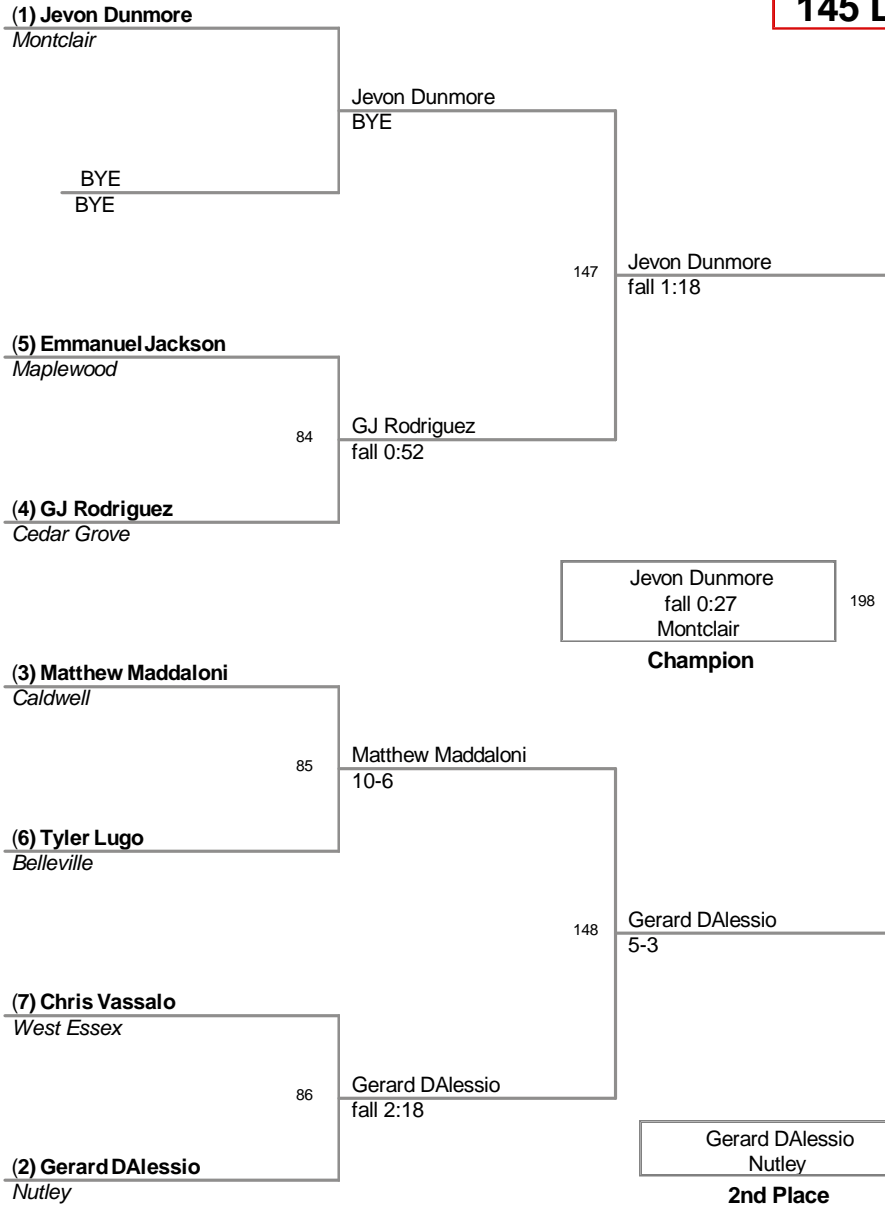 (1) Jevon Dunmore
145 L
Montclair
Jevon Dunmore
BYE
BYE
BYE
147
Jevon Dunmore
fall 1:18
(5) Emmanuel Jackson
Maplewood
84
GJ Rodriguez
fall 0:52
(4) GJ Rodriguez
Cedar Grove
Jevon Dunmore
fall 0:27
Montclair
198
Champion
(3) Matthew Maddaloni
Caldwell
85
Matthew Maddaloni
10-6
(6) Tyler Lugo
Belleville
148
Gerard DAlessio
5-3
(7) Chris Vassalo
West Essex
86
Gerard DAlessio
fall 2:18
(2) Gerard DAlessio
Nutley
Gerard DAlessio
Nutley
2nd Place